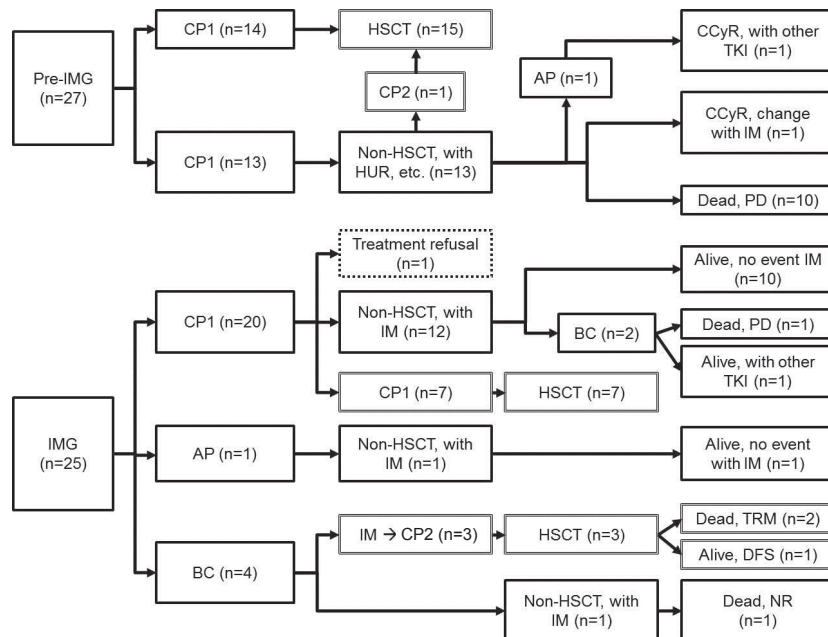 Pre-IMG
(n=27)
CP1 (n=14)
HSCT (n=15)
CP2 (n=1)
CP1 (n=13)
Non-HSCT, with
HUR, etc. (n=13)
AP (n=1)
CCyR, with other
TKI (n=1)
CCyR, change
with IM (n=1)
Dead, PD (n=10)
IMG
(n=25)
CP1 (n=20)
Treatment refusal
(n=1)
Non-HSCT, with
IM (n=12)
Alive, no event IM
(n=10)
BC (n=2)
Dead, PD (n=1)
Alive, with other
TKI (n=1)
CP1 (n=7)
HSCT (n=7)
AP (n=1)
Non-HSCT, with
IM (n=1)
Alive, no event
with IM (n=1)
BC (n=4)
IM → CP2 (n=3)
HSCT (n=3)
Dead, TRM (n=2)
Alive, DFS (n=1)
Non-HSCT, with
IM (n=1)
Dead, NR
(n=1)